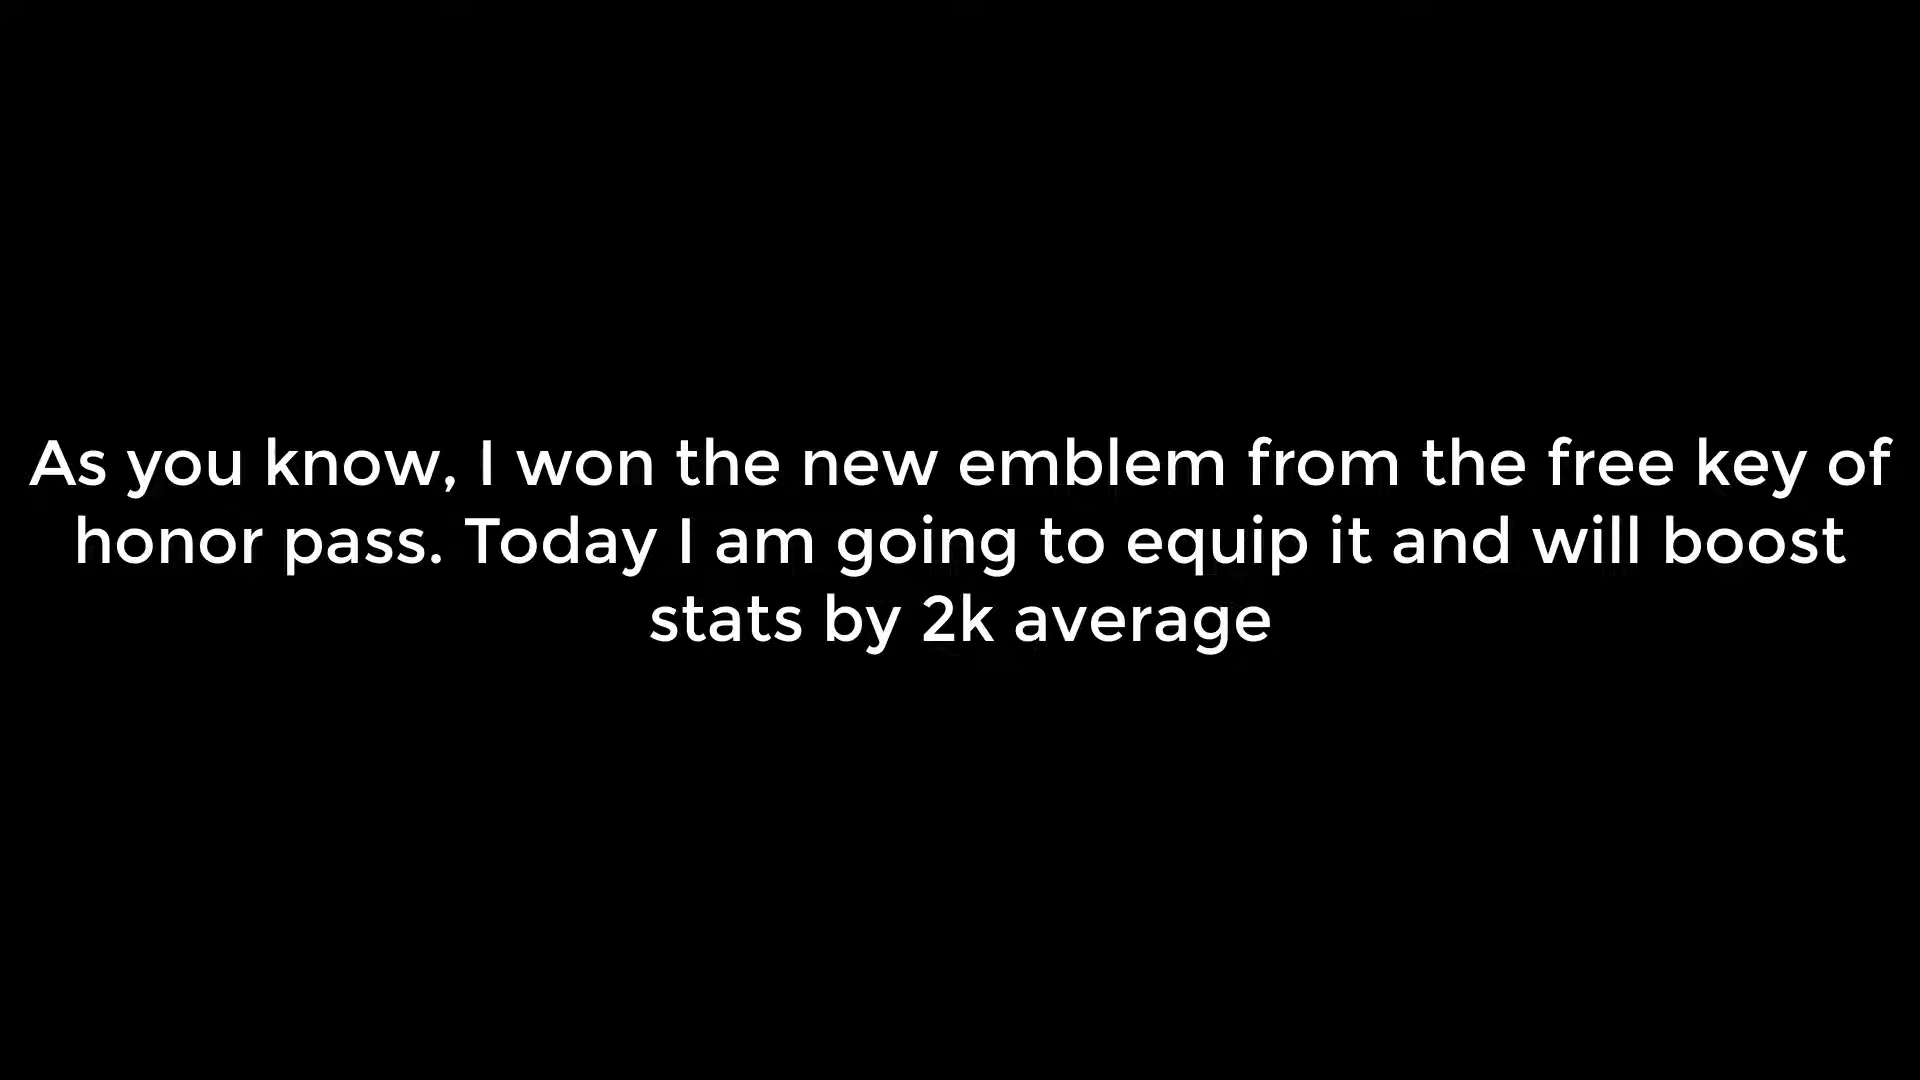 As you know, I won the new emblem from the free key of
honor pass. Today I am going to equip it and will boost
stats by 2k average